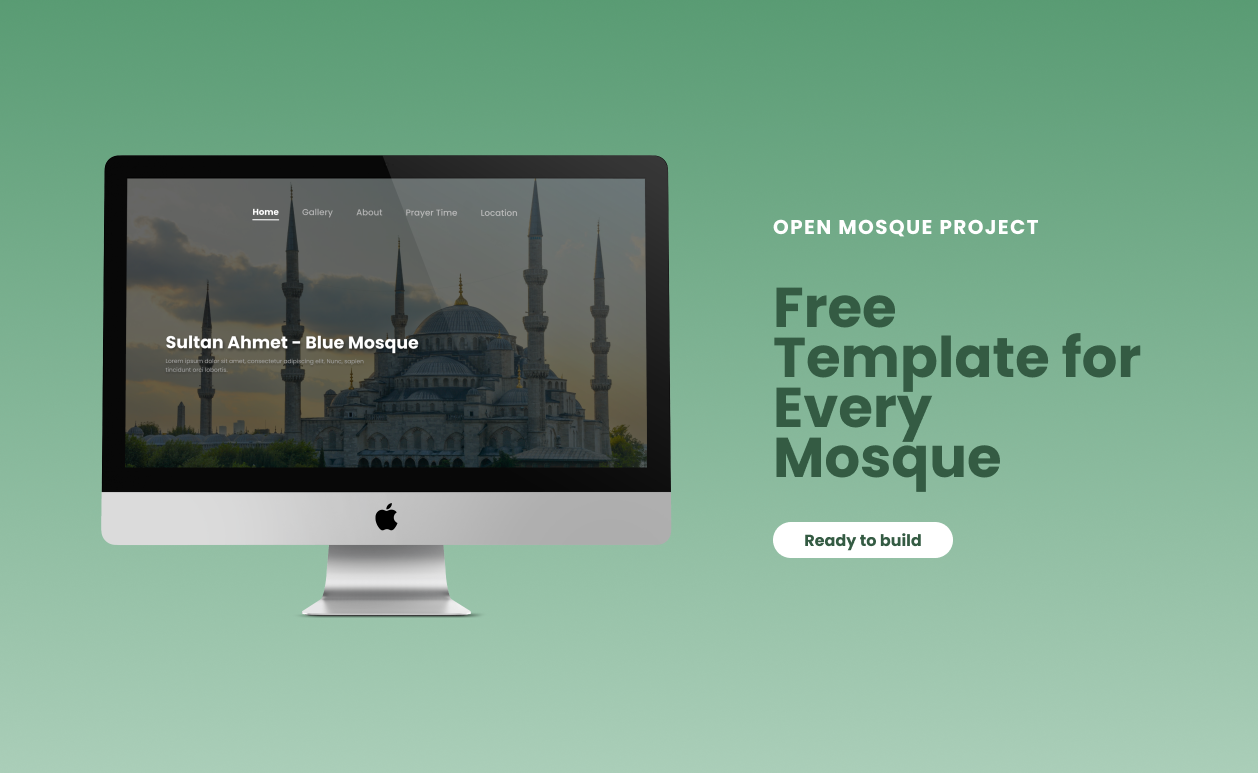 Home Gallery About Prayer Time Location
Sultan Ahmet - Blue Mosque
Lorem ipsum dolor sit amet, consectetur adipiscing elit. Nunc, sapien
tincidunt orci lobortis.
OPEN MOSQUE PROJECT
Free
Template for
Every
Mosque
Ready to build